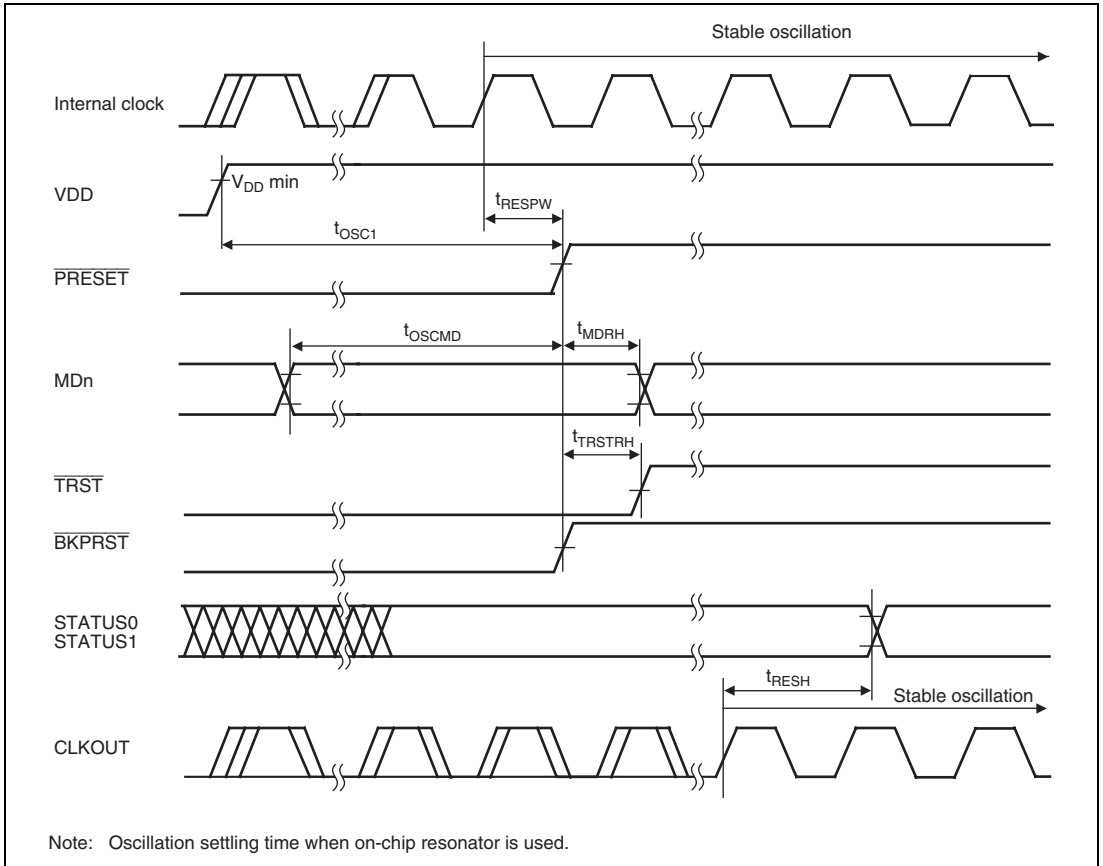 Stable oscillation
Internal clock
VDD
VDD min
tRESPW
tOSC1
PRESET
tOSCMD
tMDRH
MDn
tTRSTRH
TRST
BKPRST
STATUS0
STATUS1
tRESH
Stable oscillation
CLKOUT
Note: Oscillation settling time when on-chip resonator is used.